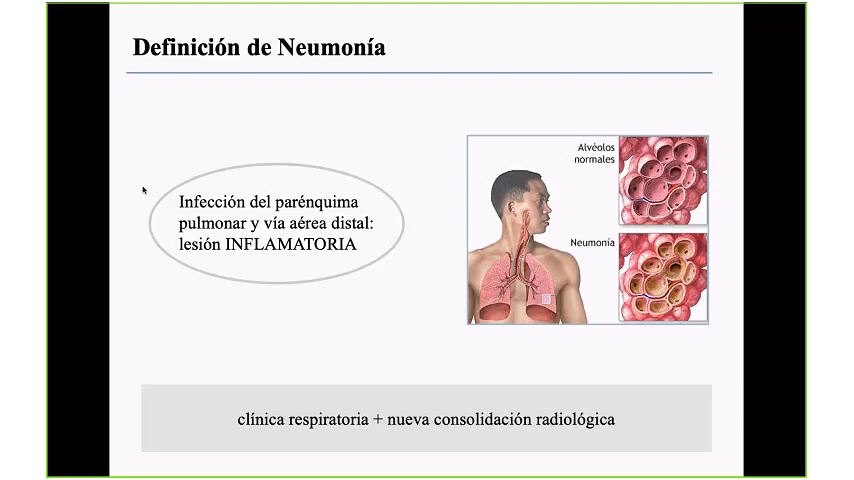 Definición de Neumonía
Infección del parénquima
pulmonar y vía aérea distal:
lesión INFLAMATORIA
Alvéolos
normales
Neumonía
clínica respiratoria + nueva consolidación radiológica